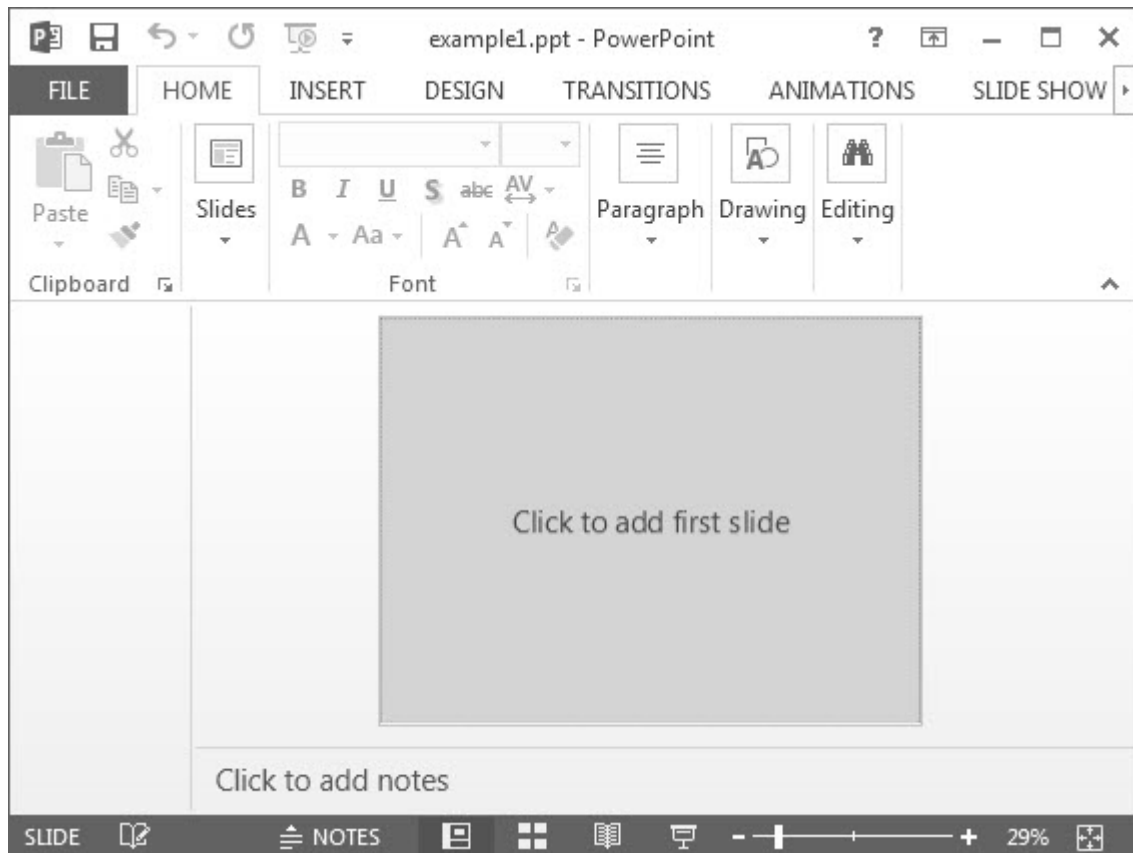 example1.ppt - PowerPoint ?
FILE HOME INSERT DESIGN TRANSITIONS ANIMATIONS SLIDE SHOW
Paste
Slides
B I U S abc AV
A Aa A A
Paragraph Drawing Editing
Clipboard Font
Click to add first slide
Click to add notes
SLIDE NOTES 29%